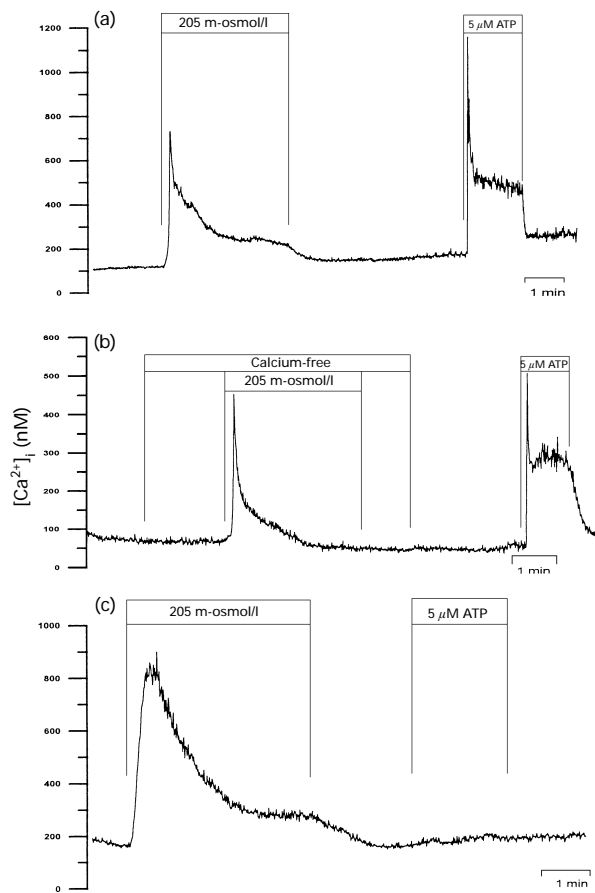 (a)
205 m-osmol/l
5 μM ATP
1200
1000
800
600
400
200
0
1 min
(b)
Calcium-free
205 m-osmol/l
5 μM ATP
600
500
400
300
200
100
0
1 min
[Ca2+]i (nM)
(c)
205 m-osmol/l
5 μM ATP
1000
800
600
400
200
0
1 min